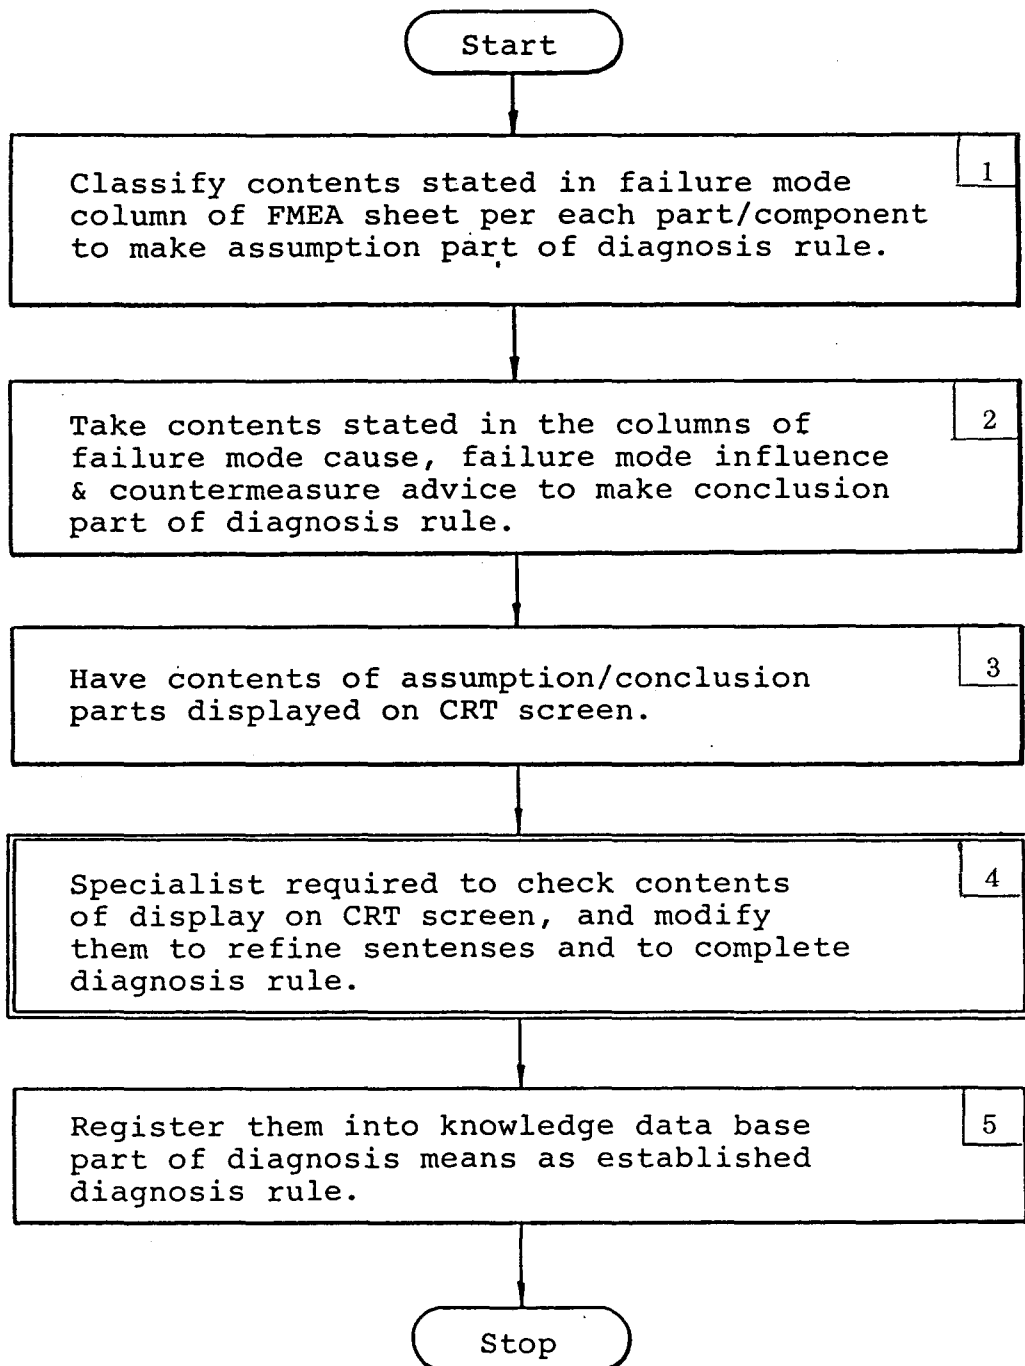 Start
1
Classify contents stated in failure mode
column of FMEA sheet per each part/component
to make assumption part of diagnosis rule.
2
Take contents stated in the columns of
failure mode cause, failure mode influence
& countermeasure advice to make conclusion
part of diagnosis rule.
3
Have contents of assumption/conclusion
parts displayed on CRT screen.
4
Specialist required to check contents
of display on CRT screen, and modify
them to refine sentenses and to complete
diagnosis rule.
5
Register them into knowledge data base
part of diagnosis means as established
diagnosis rule.
Stop